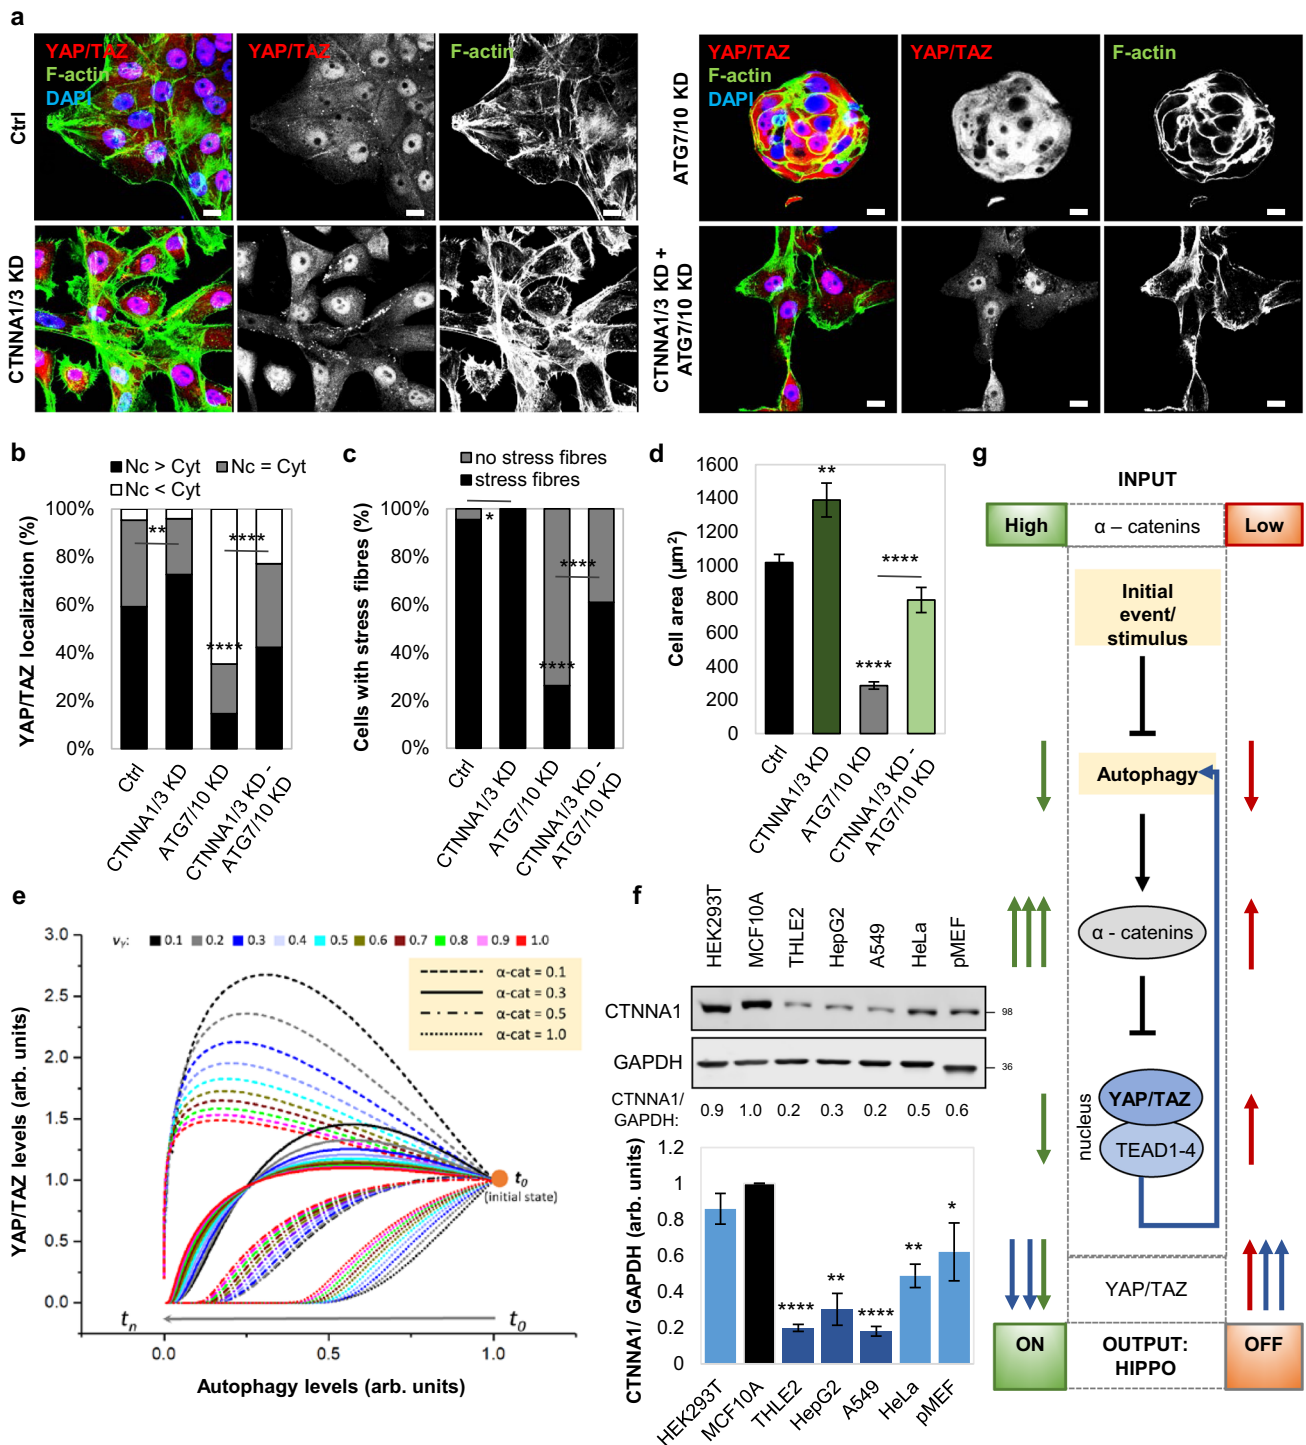 a
YAP/TAZ
F-actin
DAPI
YAP/TAZ
F-actin
Ctrl
CTNNA1/3 KD
YAP/TAZ
F-actin
DAPI
YAP/TAZ
F-actin
ATG7/10 KD
CTNNA1/3 KD +
ATG7/10 KD
b
Nc > Cyt
Nc = Cyt
Nc < Cyt
YAP/TAZ localization (%)
100%
80%
60%
40%
20%
0%
**
****
****
Ctrl
CTNNA1/3 KD
ATG7/10 KD
CTNNA1/3 KD -
ATG7/10 KD
c
no stress fibres
stress fibres
Cells with stress fibres (%)
100%
80%
60%
40%
20%
0%
*
****
****
Ctrl
CTNNA1/3 KD
ATG7/10 KD
CTNNA1/3 KD -
ATG7/10 KD
d
Cell area (µm²)
1600
1400
1200
1000
800
600
400
200
0
**
****
****
Ctrl
CTNNA1/3 KD
ATG7/10 KD
CTNNA1/3 KD -
ATG7/10 KD
e
YAP/TAZ levels (arb. units)
3.0
2.5
2.0
1.5
1.0
0.5
0.0
vᵧ: 0.1 0.2 0.3 0.4 0.5 0.6 0.7 0.8 0.9 1.0
α-cat = 0.1
α-cat = 0.3
α-cat = 0.5
α-cat = 1.0
t₀
(initial state)
tₙ
t₀
0.0 0.5 1.0
Autophagy levels (arb. units)
f
HEK293T
MCF10A
THLE2
HepG2
A549
HeLa
pMEF
CTNNA1
98
GAPDH
36
CTNNA1/
GAPDH:
0.9 1.0 0.2 0.3 0.2 0.5 0.6
CTNNA1/ GAPDH (arb. units)
1.2
1
0.8
0.6
0.4
0.2
0
****
**
****
**
*
HEK293T
MCF10A
THLE2
HepG2
A549
HeLa
pMEF
g
INPUT
High
α – catenins
Low
Initial
event/
stimulus
Autophagy
α - catenins
nucleus
YAP/TAZ
TEAD1-4
YAP/TAZ
ON
OUTPUT:
HIPPO
OFF